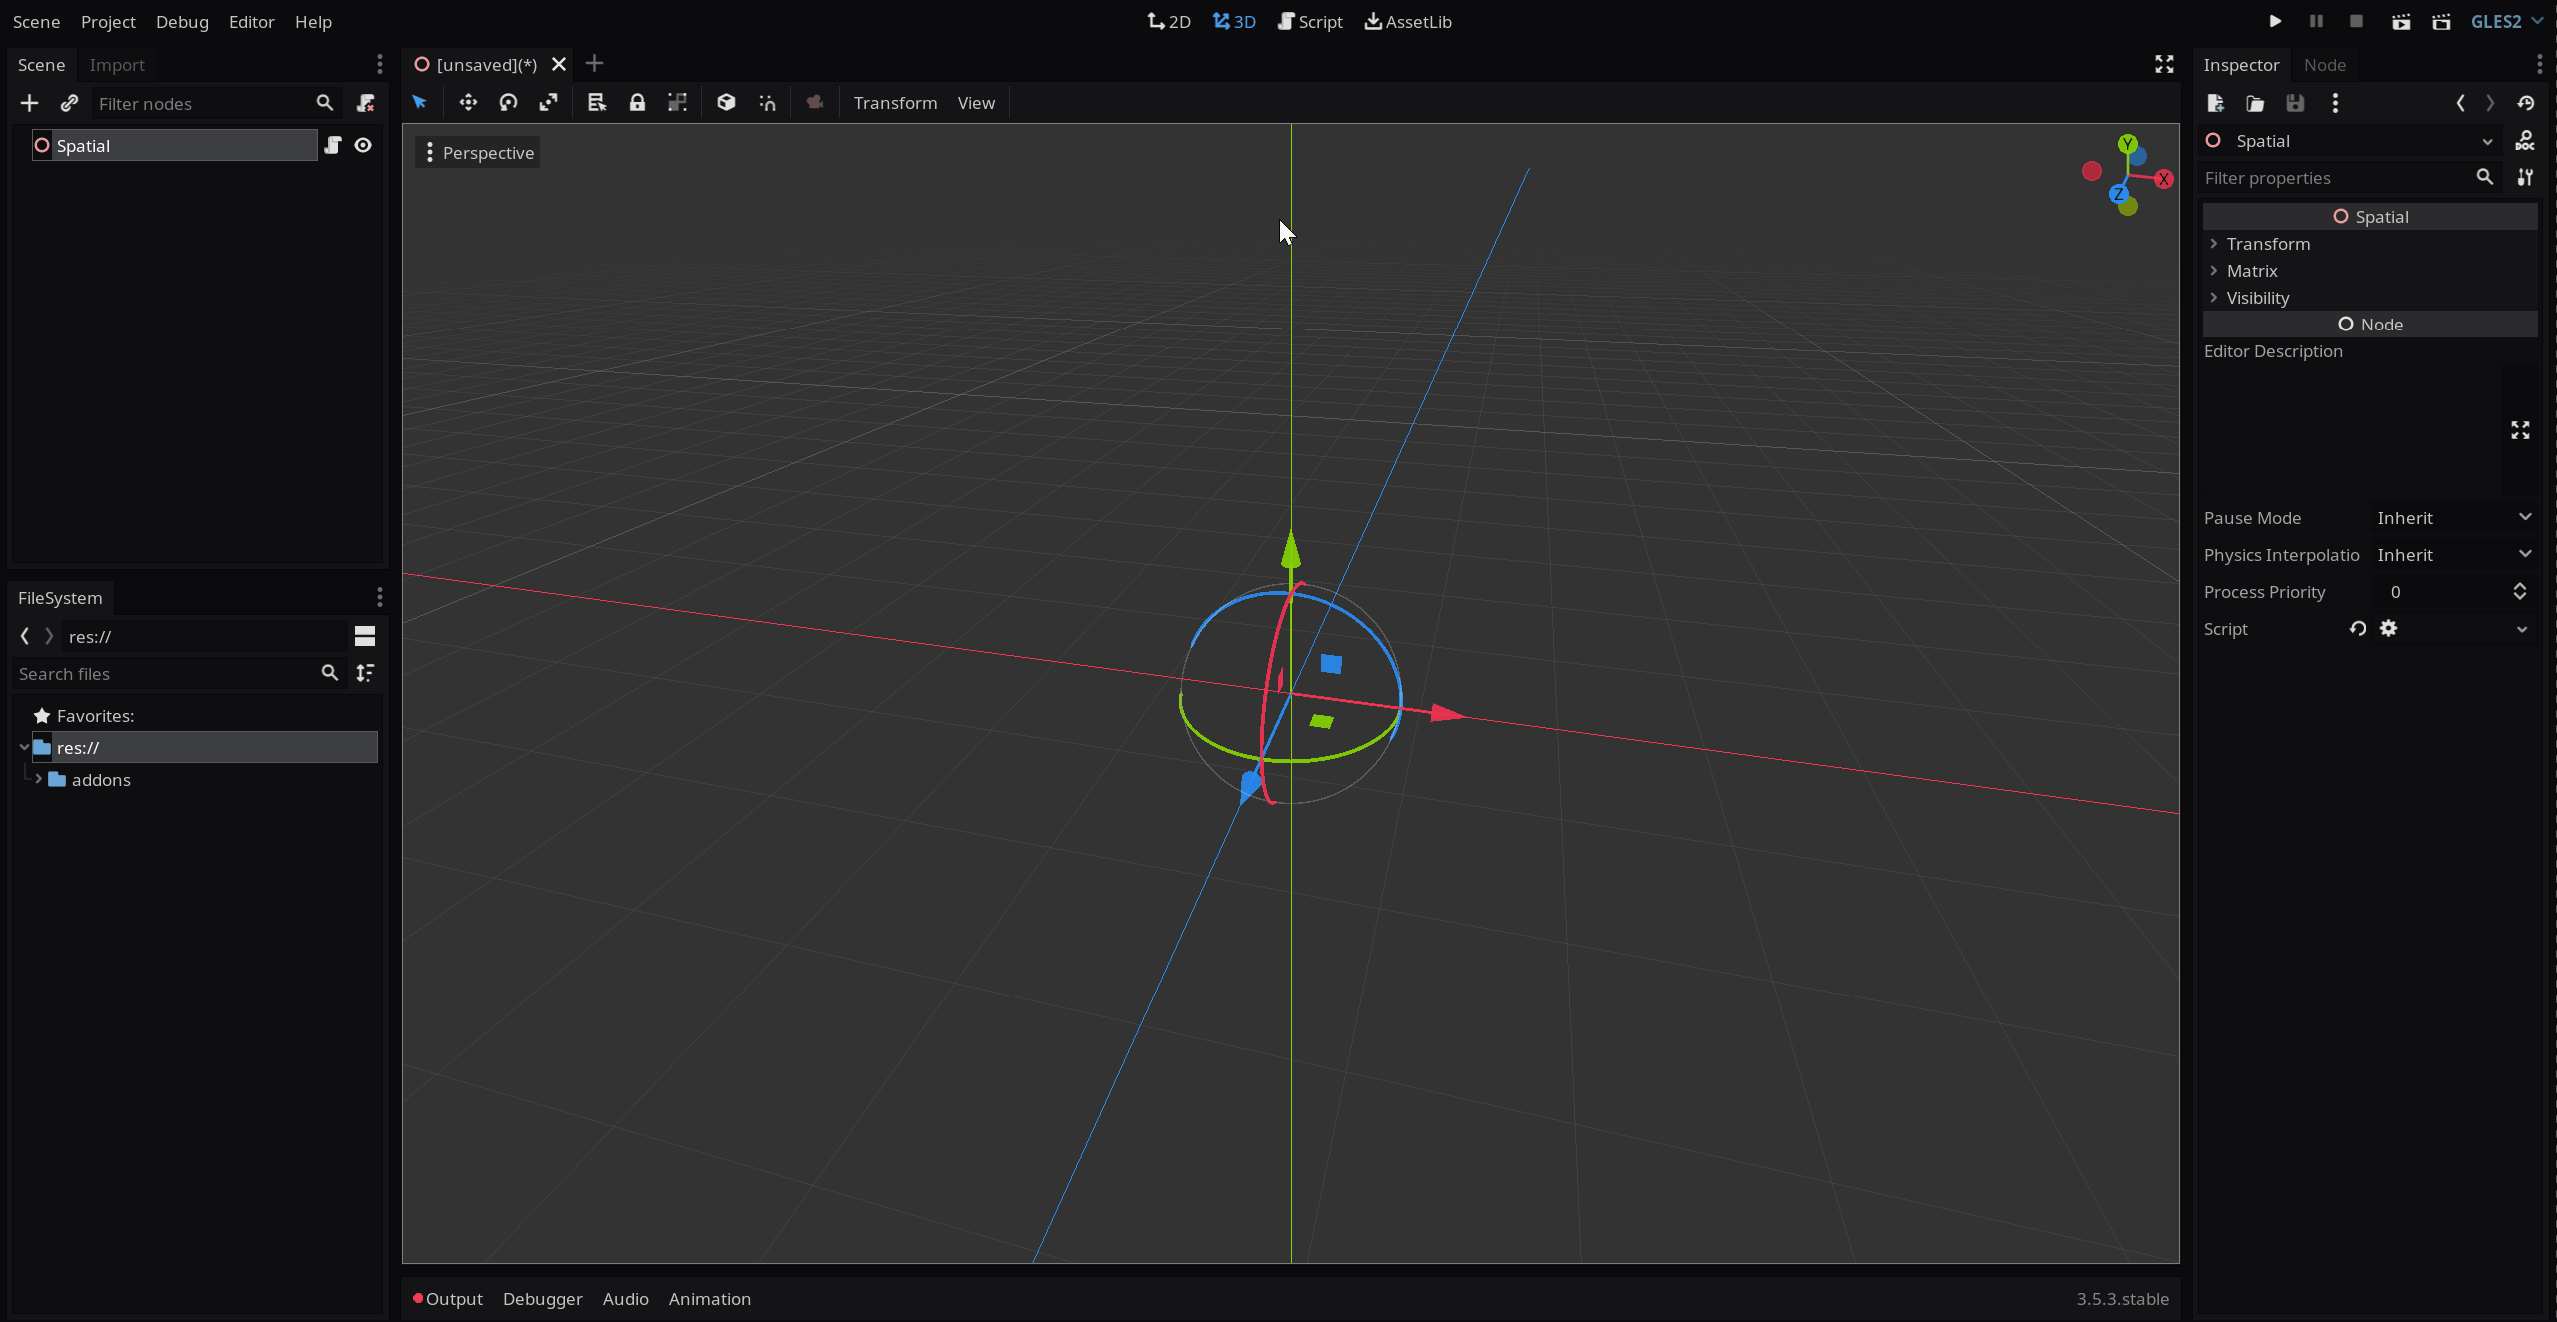 Scene Project Debug Editor Help
2D 3D Script AssetLib
GLES2
Scene Import
Filter nodes
Spatial
FileSystem
res://
Search files
Favorites:
res://
addons
[unsaved](*)
Transform View
Perspective
Y
X
Z
Output Debugger Audio Animation
3.5.3.stable
Inspector Node
Spatial
DOC
Filter properties
Spatial
Transform
Matrix
Visibility
Node
Editor Description
Pause Mode Inherit
Physics Interpolatio Inherit
Process Priority 0
Script